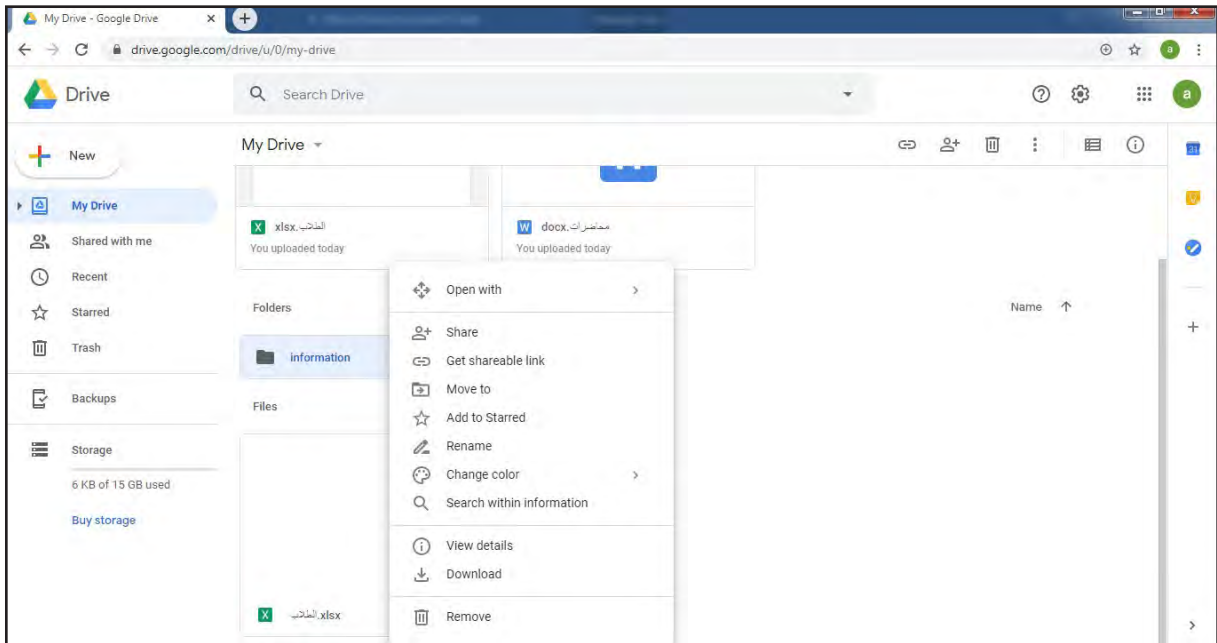 My Drive - Google Drive
drive.google.com/drive/u/0/my-drive
a
Drive
Search Drive
a
New
My Drive
31
My Drive
Shared with me
Recent
Starred
Trash
Backups
Storage
6 KB of 15 GB used
Buy storage
X الطلاب.xlsx
You uploaded today
W محاضرات.docx
You uploaded today
Folders
Name
information
Files
X الطلاب.xlsx
Open with
Share
Get shareable link
Move to
Add to Starred
Rename
Change color
Search within information
View details
Download
Remove